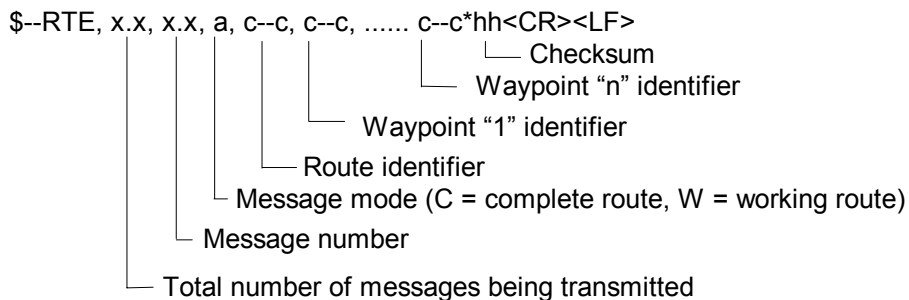 $--RTE, x.x, x.x, a, c--c, c--c, ...... c--c*hh<CR><LF>
Checksum
Waypoint “n” identifier
Waypoint “1” identifier
Route identifier
Message mode (C = complete route, W = working route)
Message number
Total number of messages being transmitted